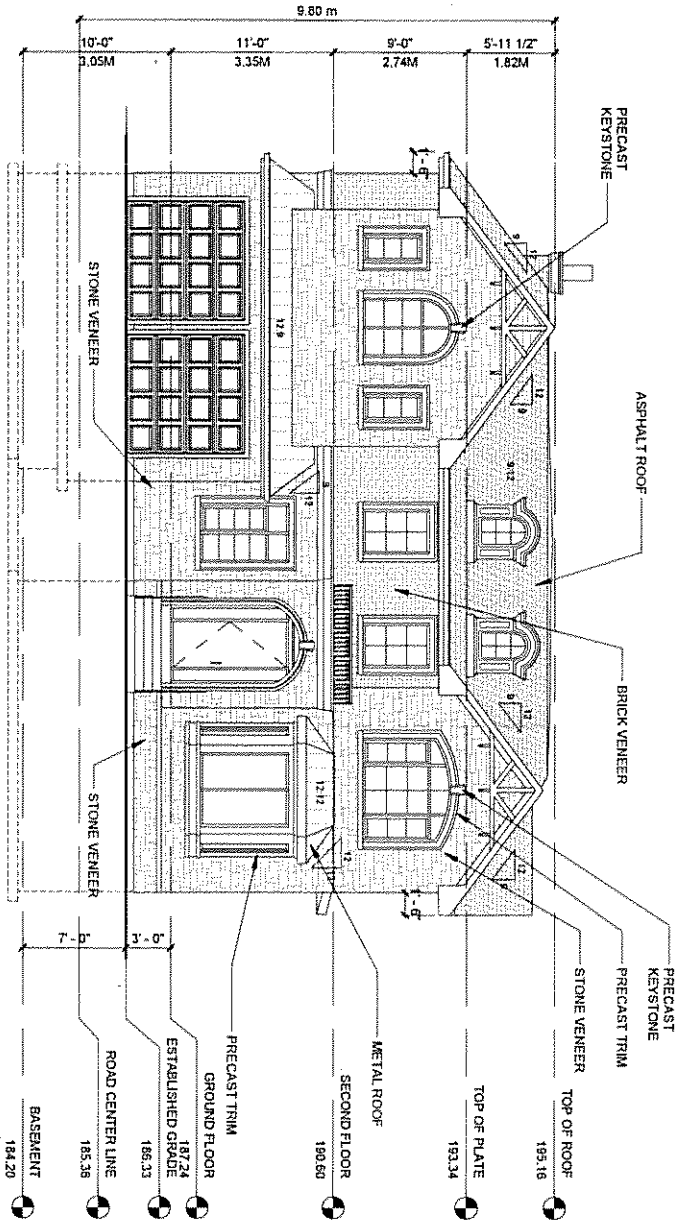 9.80 m
10'-0"
3.05M
11'-0"
3.35M
9'-0"
2.74M
5'-11 1/2"
1.82M
PRECAST
KEYSTONE
ASPHALT ROOF
BRICK VENEER
PRECAST
KEYSTONE
PRECAST TRIM
STONE VENEER
METAL ROOF
PRECAST TRIM
STONE VENEER
STONE VENEER
1'-6"
1'-6"
9
12
9
9:12
9
12
12
9
12:9
9
12
12:12
12
7'-0"
3'-0"
TOP OF ROOF
195.16
TOP OF PLATE
193.34
SECOND FLOOR
190.60
GROUND FLOOR
187.24
ESTABLISHED GRADE
186.33
ROAD CENTER LINE
185.36
BASEMENT
184.20